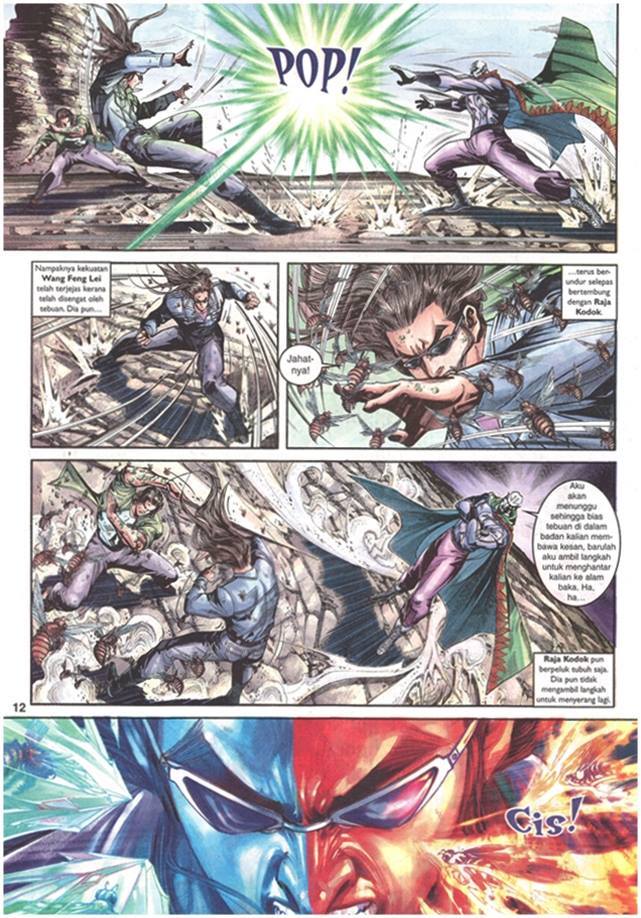 POP!
Nampaknya kekuatan
Wang Feng Lei
telah terjejas kerana
telah disengat oleh
tebuan. Dia pun...
...terus ber-
undur selepas
bertembung
dengan Raja
Kodok.
Jahat-
nya!
Aku
akan
menunggu
sehingga bias
tebuan di dalam
badan kalian mem-
bawa kesan, barulah
aku ambil langkah
untuk menghantar
kalian ke alam
baka. Ha,
ha...
Raja Kodok pun
berpeluk tubuh saja.
Dia pun tidak
mengambil langkah
untuk menyerang lagi.
12
Cis!